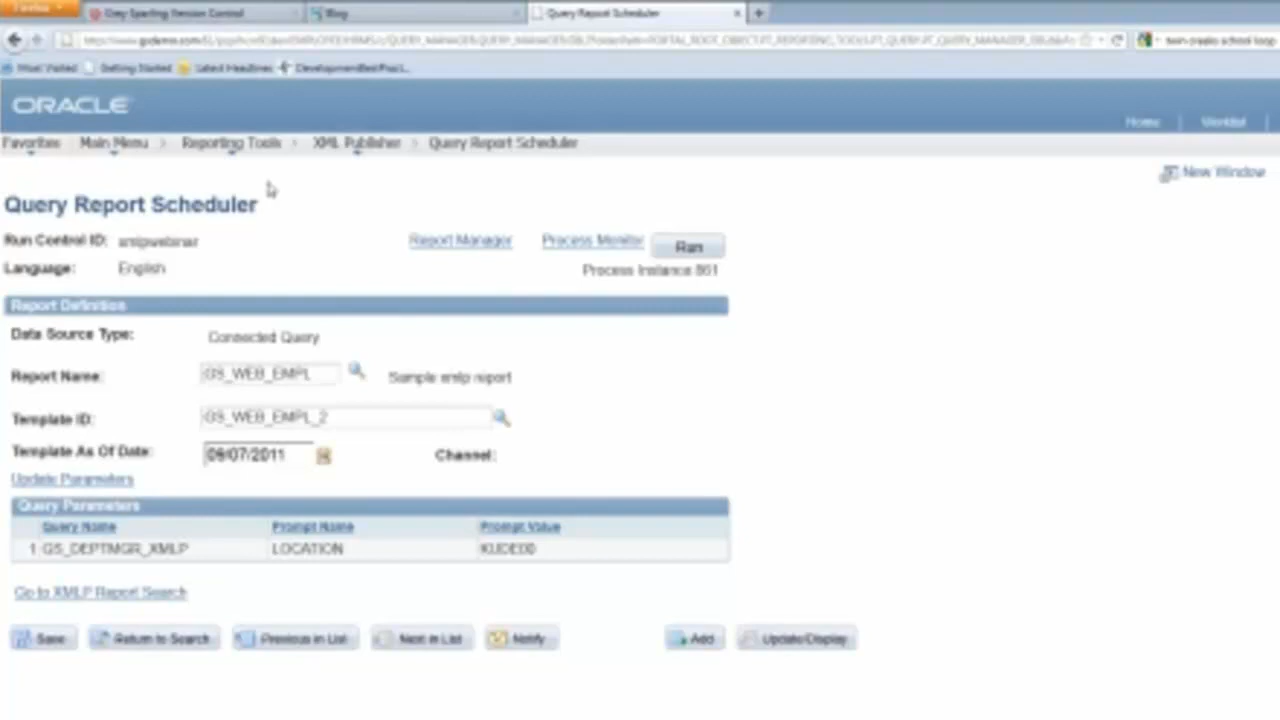 Firefox
Grey Sparling Version Control
Blog
Query Report Scheduler
Most Visited Getting Started Latest Headlines
ORACLE
Home Worklist
Favorites Main Menu > Reporting Tools > XML Publisher > Query Report Scheduler
New Window
Query Report Scheduler
Run Control ID: xmlpwebinar Report Manager Process Monitor Run
Language: English Process Instance 861
Report Definition
Data Source Type: Connected Query
Report Name: GS_WEB_EMPL Sample xmlp report
Template ID: GS_WEB_EMPL_2
Template As Of Date: 06/07/2011 Channel:
Update Parameters
Query Parameters
Query Name Prompt Name Prompt Value
1 GS_DEPTMGR_XMLP LOCATION KUDE00
Go to XMLP Report Search
Save Return to Search Previous in List Next in List Notify Add Update/Display